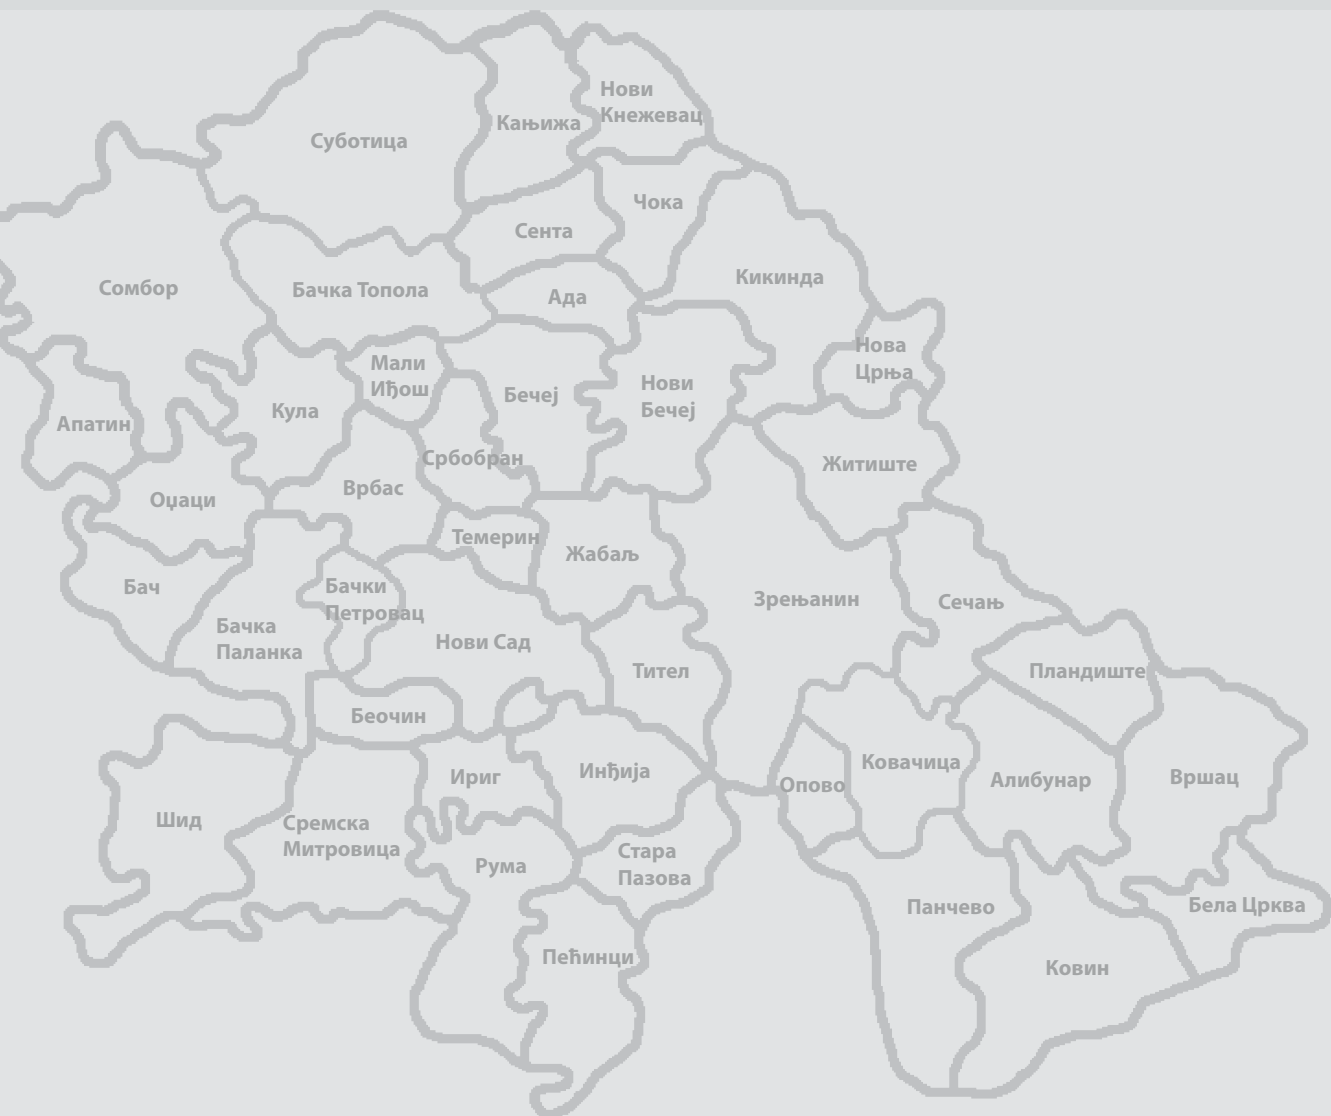 Нови
Кнежевац
Кањижа
Суботица
Чока
Сента
Кикинда
Сомбор
Бачка Топола
Ада
Нова
Црња
Мали
Иђош
Нови
Бечеј
Бечеј
Кула
Апатин
Србобран
Житиште
Врбас
Оџаци
Темерин
Жабаљ
Бач
Бачки
Петровац
Зрењанин
Сечањ
Бачка
Паланка
Нови Сад
Тител
Пландиште
Беочин
Ириг
Инђија
Опово
Ковачица
Алибунар
Вршац
Шид
Сремска
Митровица
Рума
Стара
Пазова
Панчево
Бела Црква
Пећинци
Ковин